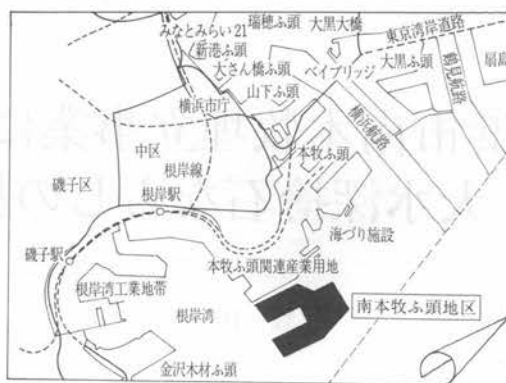 みなとみらい21
瑞穂ふ頭
大黒大橋
新港ふ頭
東京湾岸道路
大さん橋ふ頭
ベイブリッジ
大黒ふ頭
鶴見航路
扇島
山下ふ頭
横浜市庁
横浜航路
中区
本牧ふ頭
根岸線
磯子区
根岸駅
海づり施設
磯子駅
本牧ふ頭関連産業用地
根岸湾工業地帯
根岸湾
南本牧ふ頭地区
金沢木材ふ頭